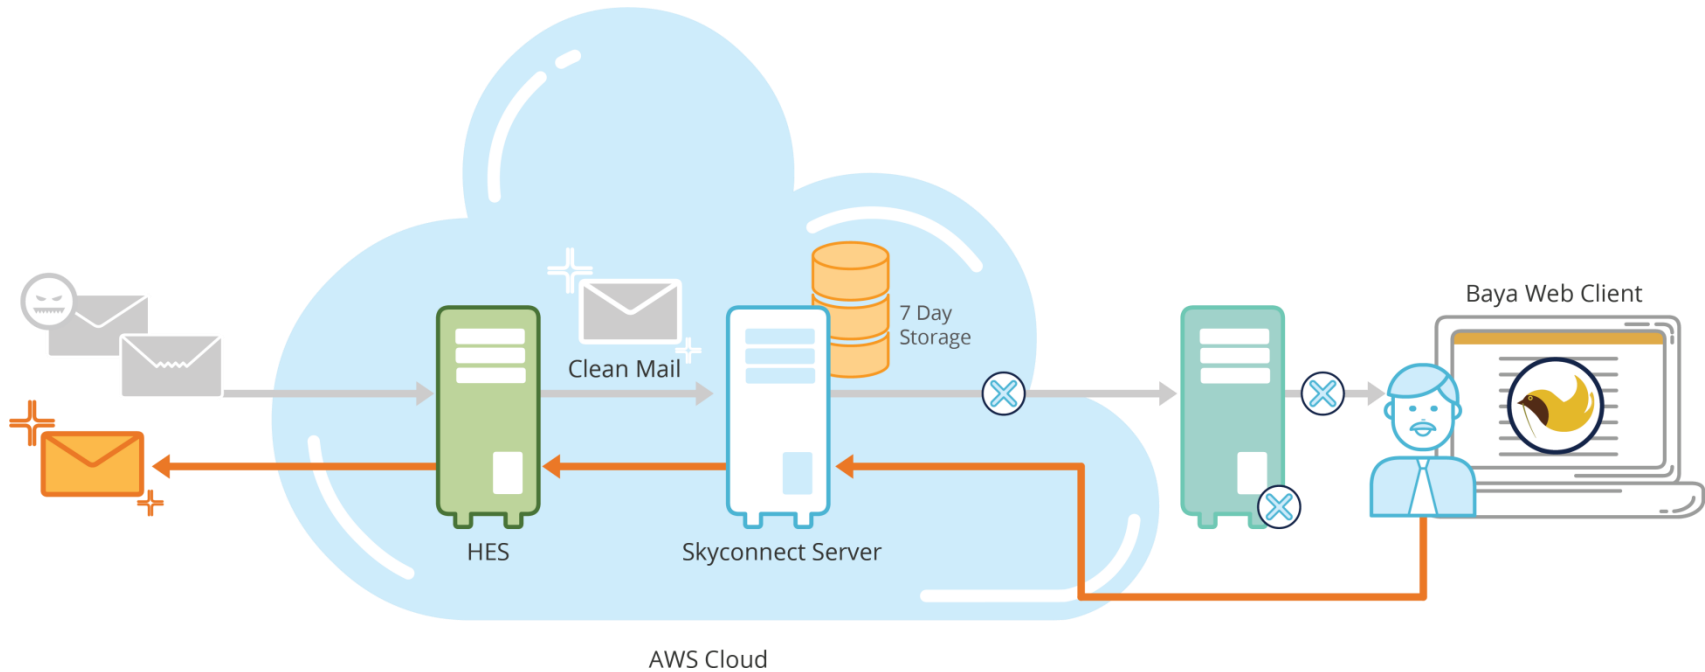 Baya Web Client
7 Day
Storage
Clean Mail
HES
Skyconnect Server
AWS Cloud